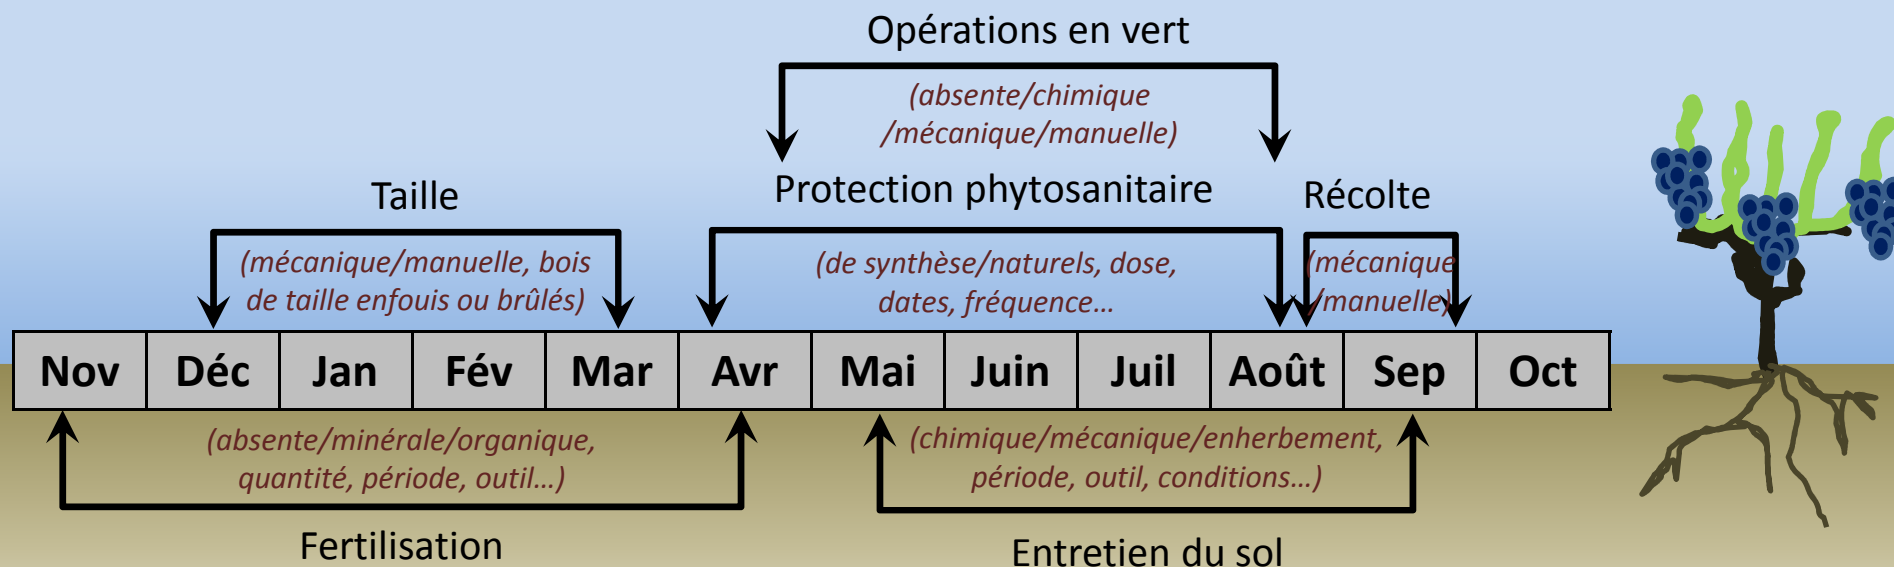 Opérations en vert
(absente/chimique
/mécanique/manuelle)
Taille
Protection phytosanitaire
Récolte
(mécanique/manuelle, bois
de taille enfouis ou brûlés)
(de synthèse/naturels, dose,
dates, fréquence…
(mécanique
/manuelle)
Nov Déc Jan Fév Mar Avr Mai Juin Juil Août Sep Oct
(absente/minérale/organique,
quantité, période, outil…)
(chimique/mécanique/enherbement,
période, outil, conditions…)
Fertilisation
Entretien du sol